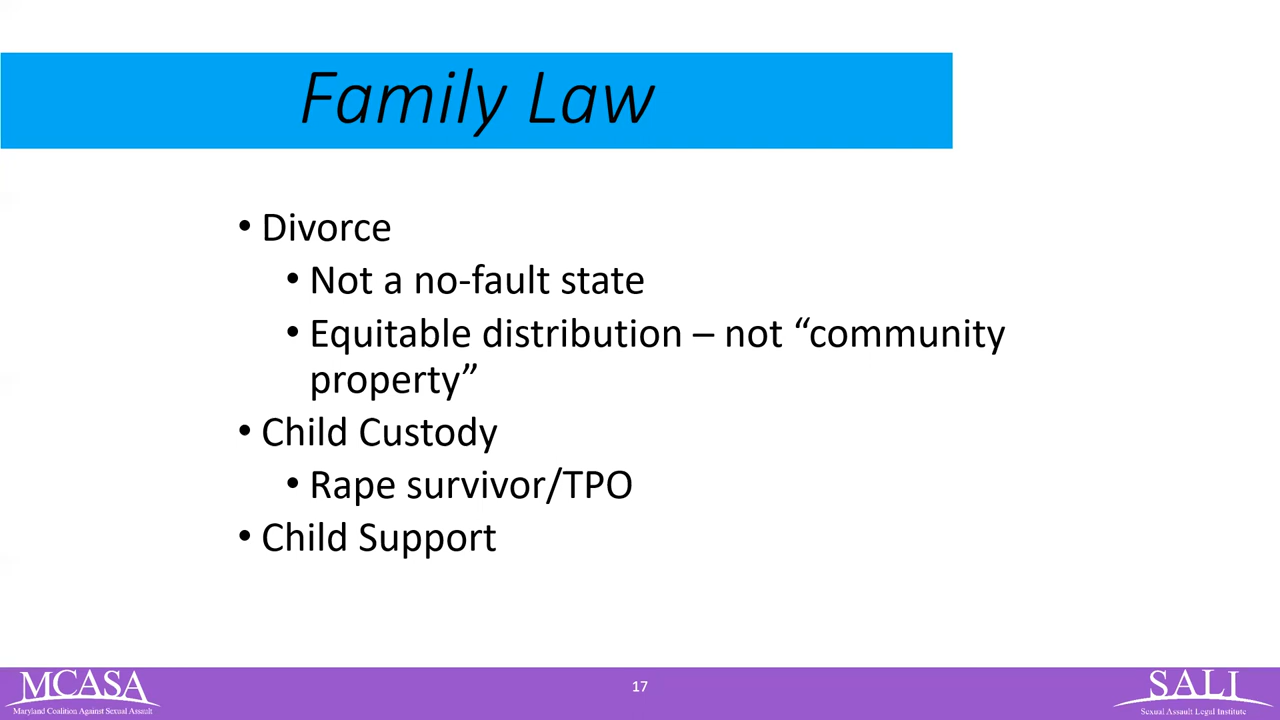 Family Law
• Divorce
• Not a no-fault state
• Equitable distribution – not “community
property”
• Child Custody
• Rape survivor/TPO
• Child Support
MCASA
Maryland Coalition Against Sexual Assault
17
SALI
Sexual Assault Legal Institute